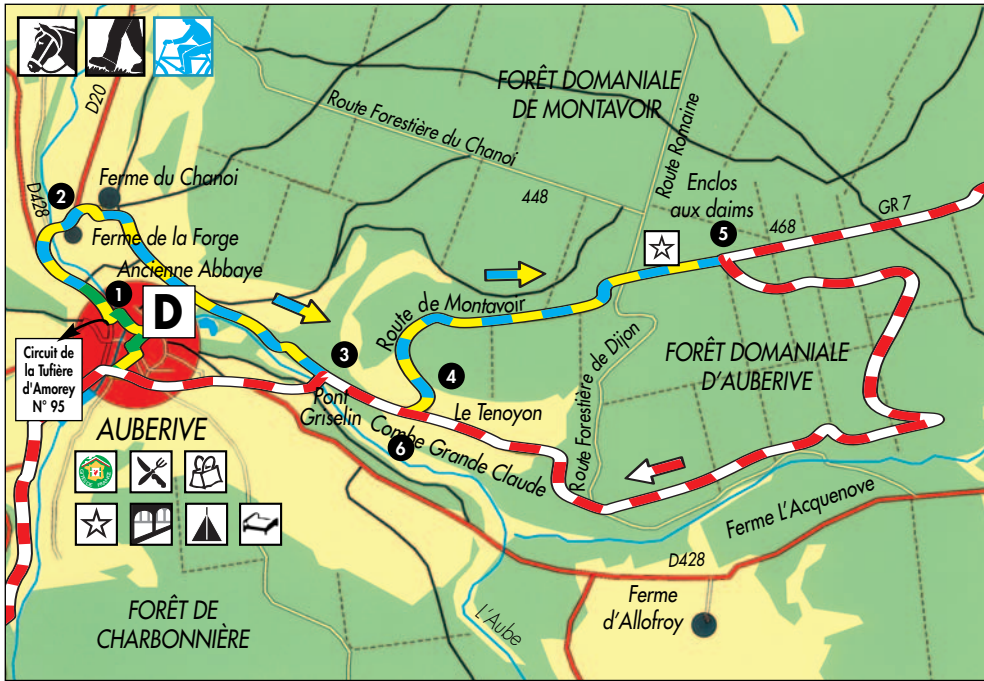 FORÊT DOMANIALE
DE MONTAVOIR
D20
Route Forestière du Chanoi
Route Romaine
Ferme du Chanoi
448
Enclos
aux daims
GR 7
2
D428
468
5
Ferme de la Forge
Ancienne Abbaye
1
D
Route de Montavoir
Circuit de
la Tufière
d'Amorey
N° 95
3
4
FORÊT DOMANIALE
D'AUBERIVE
Route Forestière de Dijon
Pont
Griselin
Le Tenoyon
AUBERIVE
6
Combe Grande Claude
Ferme L'Acquenove
D428
Ferme
d'Allofroy
FORÊT DE
CHARBONNIÈRE
L'Aube